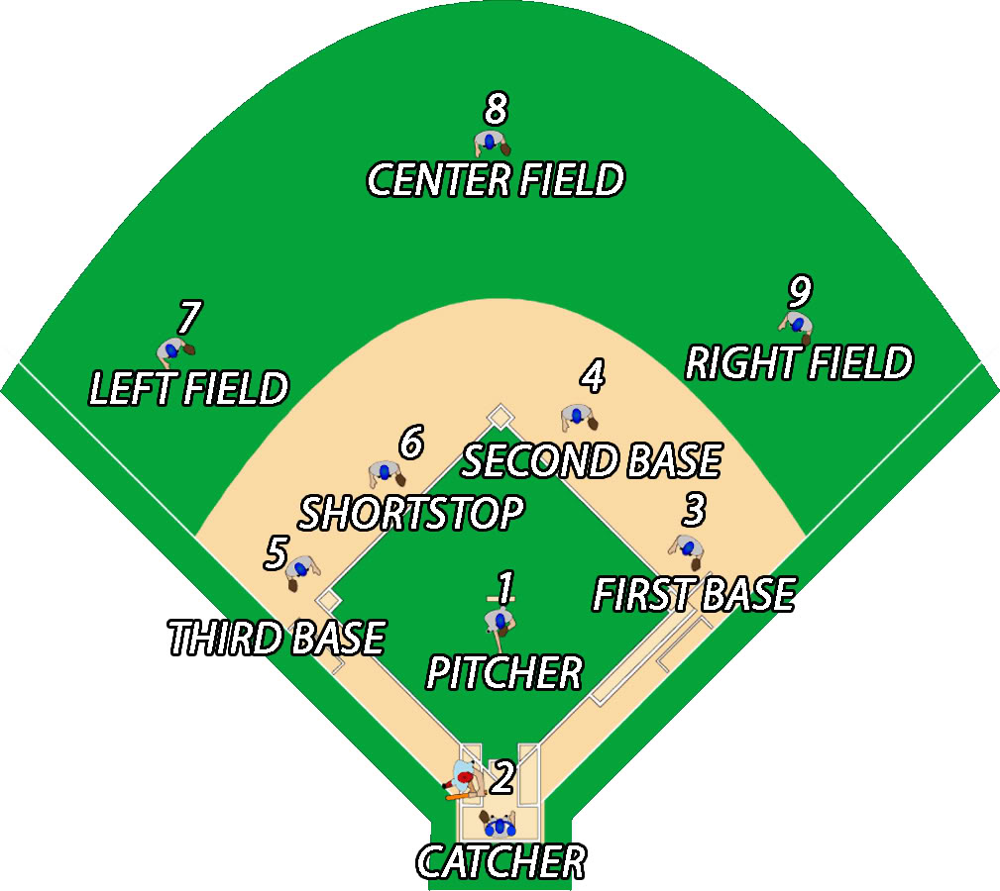 8
CENTER FIELD
9
RIGHT FIELD
7
LEFT FIELD
4
SECOND BASE
6
SHORTSTOP
3
FIRST BASE
5
THIRD BASE
1
PITCHER
2
CATCHER